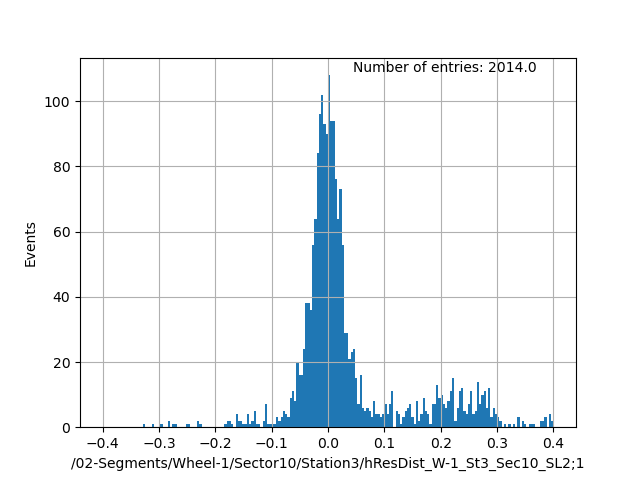 Number of entries: 2014.0
100
80
60
40
20
0
Events
−0.4 −0.3 −0.2 −0.1 0.0 0.1 0.2 0.3 0.4
/02-Segments/Wheel-1/Sector10/Station3/hResDist_W-1_St3_Sec10_SL2;1